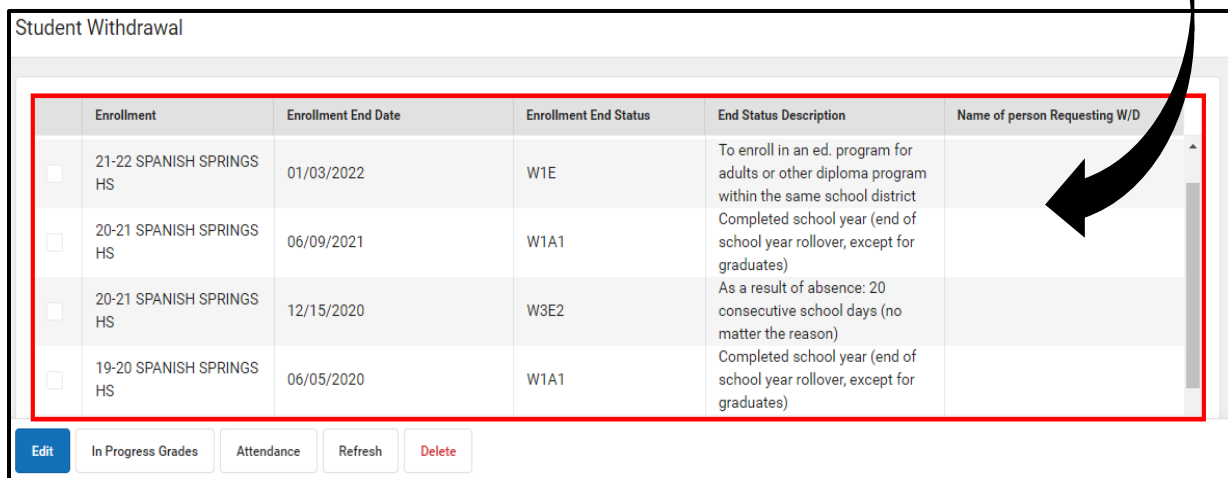 Student Withdrawal
Enrollment Enrollment End Date Enrollment End Status End Status Description Name of person Requesting W/D
21-22 SPANISH SPRINGS HS 01/03/2022 W1E To enroll in an ed. program for
adults or other diploma program
within the same school district
20-21 SPANISH SPRINGS HS 06/09/2021 W1A1 Completed school year (end of
school year rollover, except for
graduates)
20-21 SPANISH SPRINGS HS 12/15/2020 W3E2 As a result of absence: 20
consecutive school days (no
matter the reason)
19-20 SPANISH SPRINGS HS 06/05/2020 W1A1 Completed school year (end of
school year rollover, except for
graduates)
Edit In Progress Grades Attendance Refresh Delete